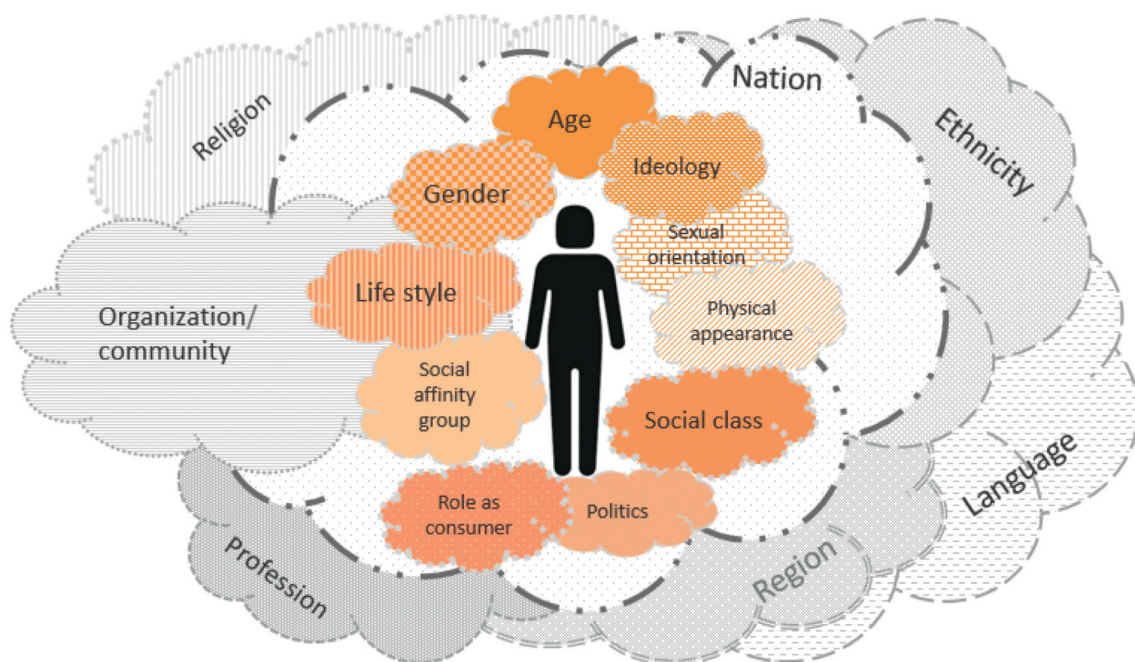 Religion
Nation
Ethnicity
Age
Ideology
Gender
Sexual
orientation
Life style
Organization/
community
Physical
appearance
Social
affinity
group
Social class
Role as
consumer
Politics
Profession
Region
Language